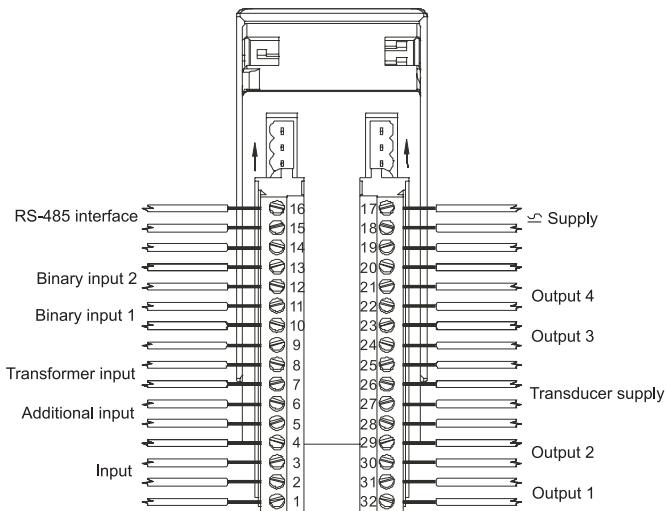 RS-485 interface
Binary input 2
Binary input 1
Transformer input
Additional input
Input
16
15
14
13
12
11
10
9
8
7
6
5
4
3
2
1
17
18
19
20
21
22
23
24
25
26
27
28
29
30
31
32
Supply
Output 4
Output 3
Transducer supply
Output 2
Output 1